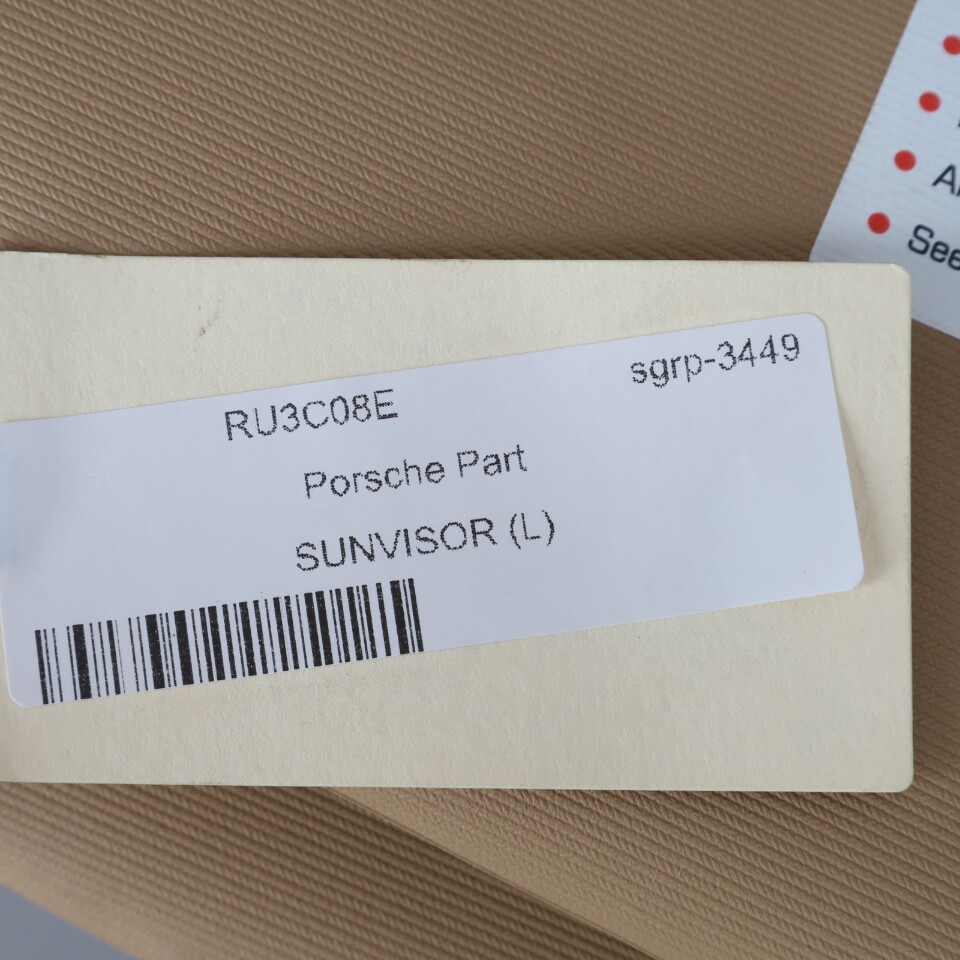 sgrp-3449
RU3C08E
Porsche Part
SUNVISOR (L)